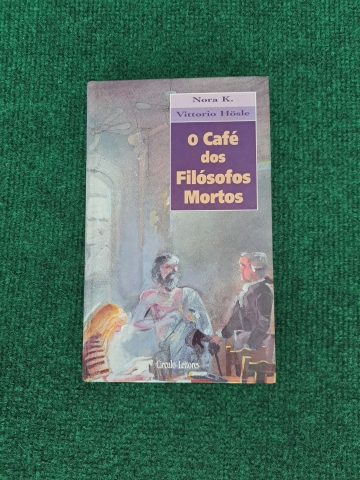 Nora K.
Vittorio Hösle
O Café
dos
Filósofos
Mortos
Círculo Leitores